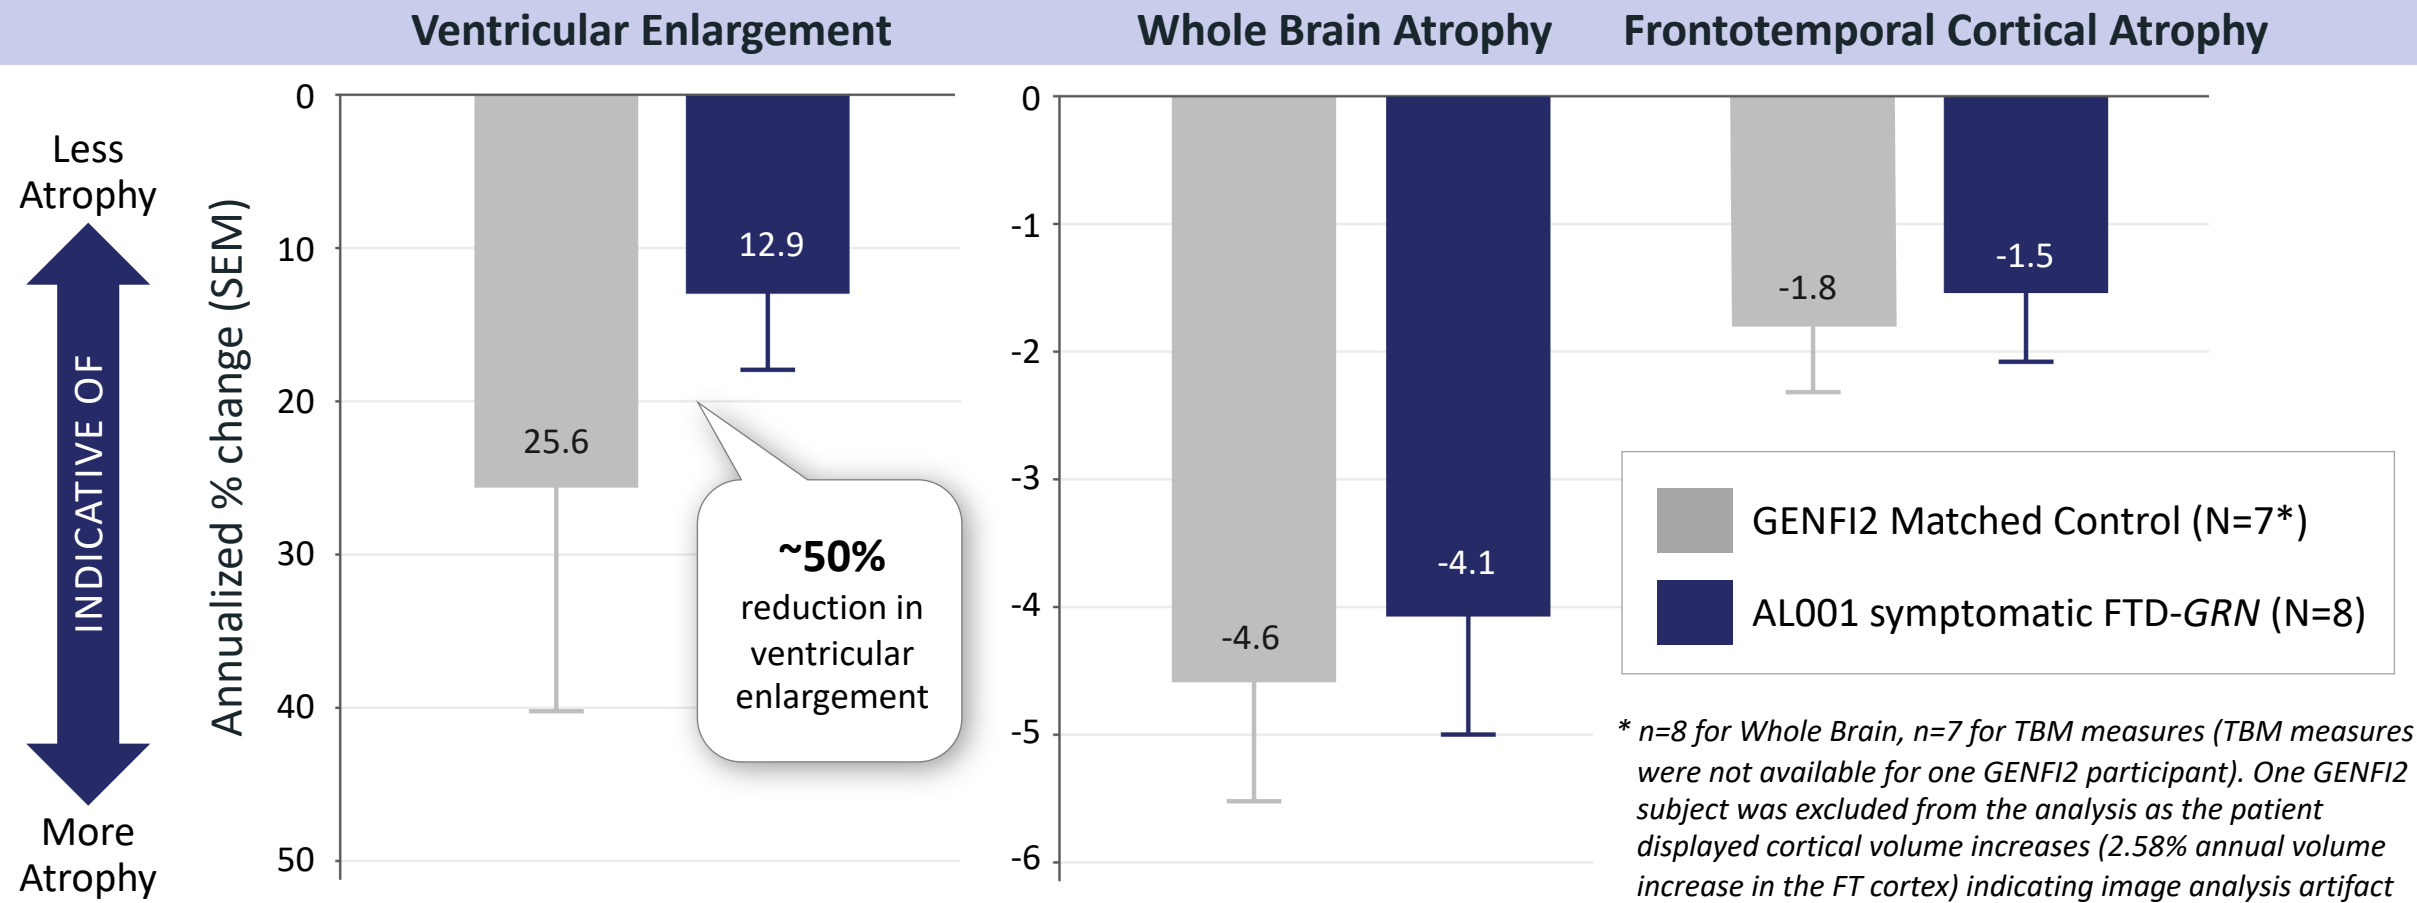 Ventricular Enlargement
Whole Brain Atrophy
Frontotemporal Cortical Atrophy
Less
Atrophy
INDICATIVE OF
More
Atrophy
Annualized % change (SEM)
0
10
20
30
40
50
25.6
12.9
~50%
reduction in
ventricular
enlargement
0
-1
-2
-3
-4
-5
-6
-4.6
-4.1
-1.8
-1.5
GENFI2 Matched Control (N=7*)
AL001 symptomatic FTD-GRN (N=8)
* n=8 for Whole Brain, n=7 for TBM measures (TBM measures
were not available for one GENFI2 participant). One GENFI2
subject was excluded from the analysis as the patient
displayed cortical volume increases (2.58% annual volume
increase in the FT cortex) indicating image analysis artifact